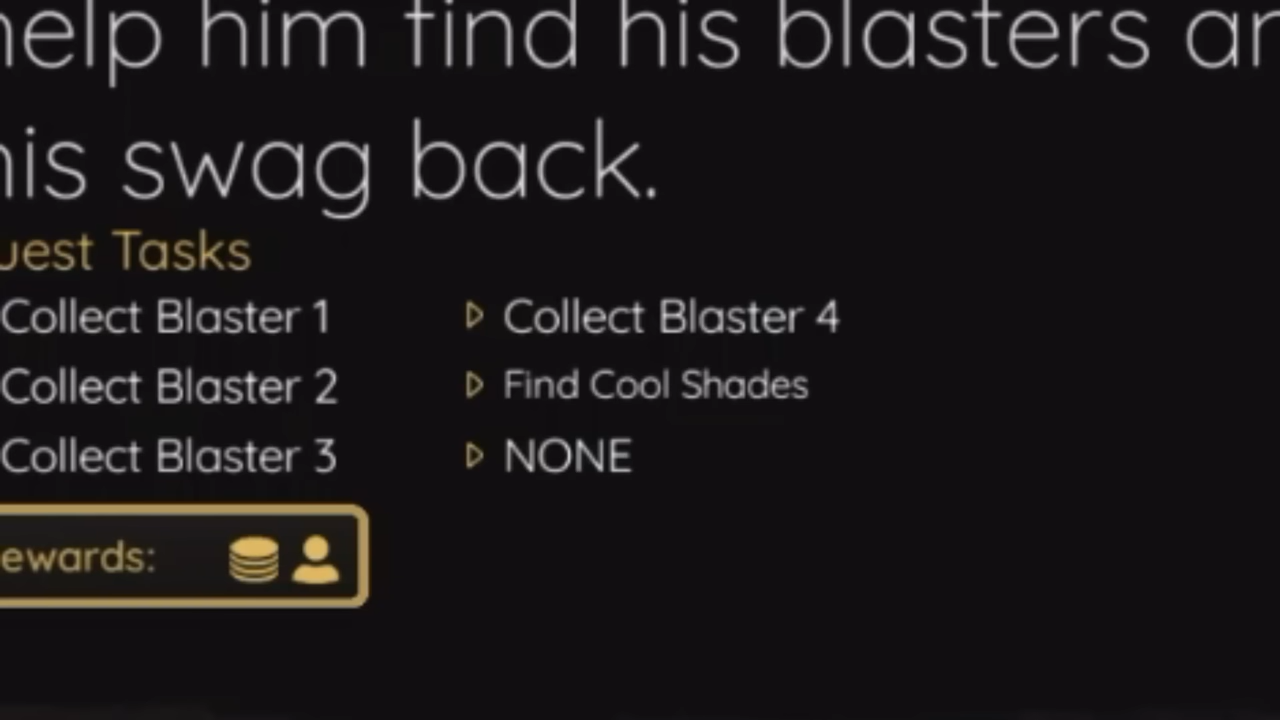 help him find his blasters an
his swag back.
uest Tasks
Collect Blaster 1
Collect Blaster 2
Collect Blaster 3
Collect Blaster 4
Find Cool Shades
NONE
ewards: